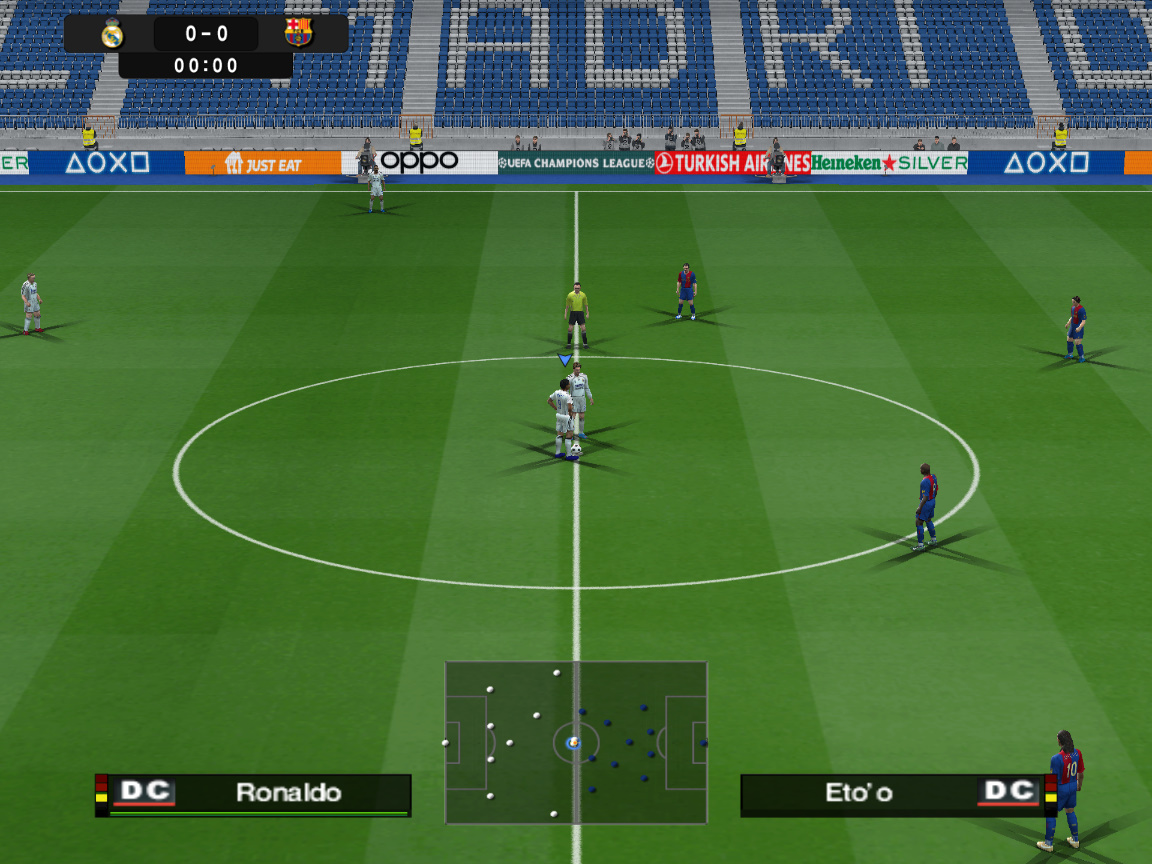 MADRID
0-0
00:00
ER
JUST EAT
oppo
UEFA CHAMPIONS LEAGUE
TURKISH AIRLINES
Heineken SILVER
10
DC Ronaldo
Eto'o DC